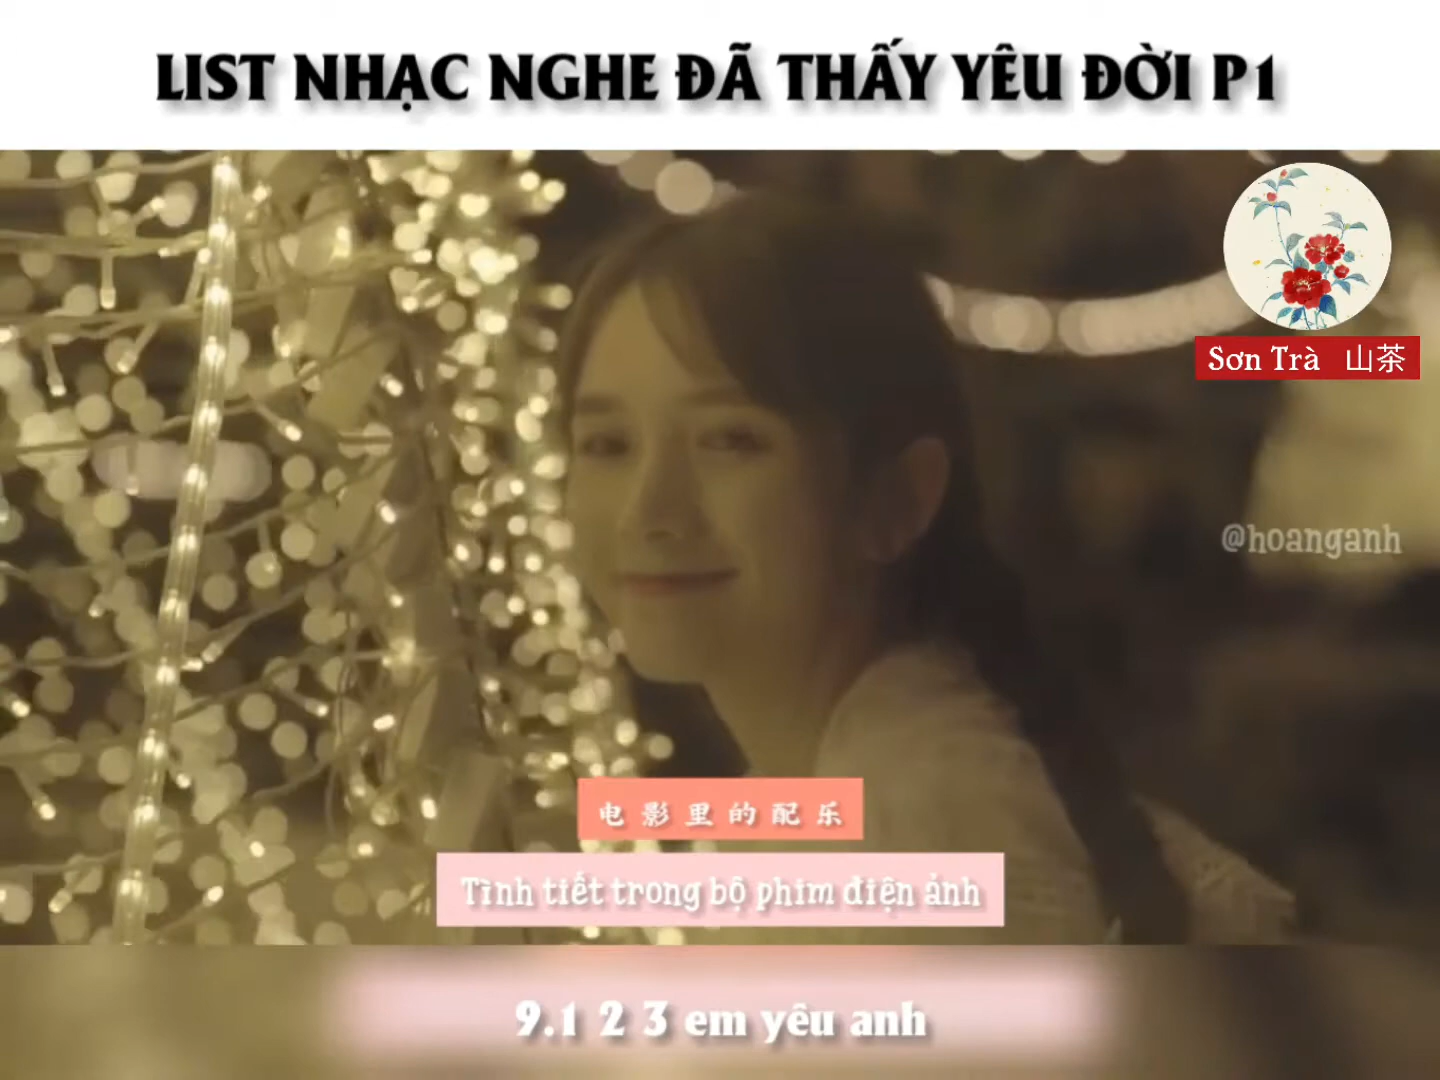 LIST NHẠC NGHE ĐÃ THẤY YÊU ĐỜI P1
Sơn Trà 山茶
@hoanganh
电影里的配乐
Tình tiết trong bộ phim điện ảnh
9.1 2 3 em yêu anh